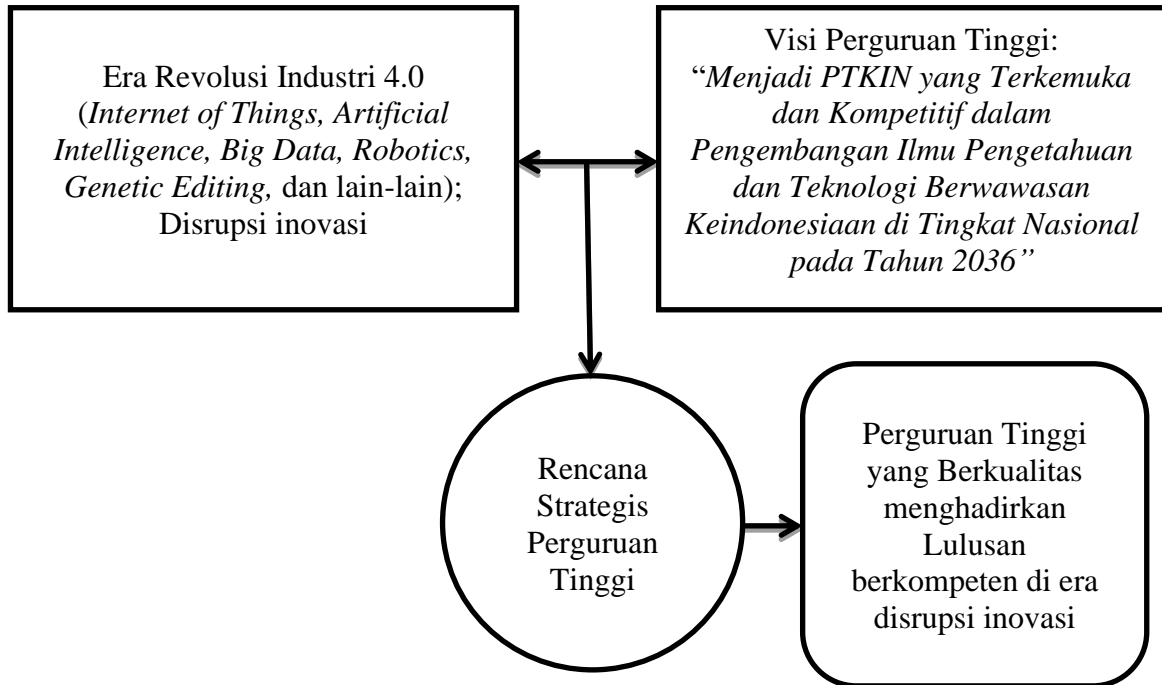 Era Revolusi Industri 4.0
(Internet of Things, Artificial
Intelligence, Big Data, Robotics,
Genetic Editing, dan lain-lain);
Disrupsi inovasi
Visi Perguruan Tinggi:
“Menjadi PTKIN yang Terkemuka
dan Kompetitif dalam
Pengembangan Ilmu Pengetahuan
dan Teknologi Berwawasan
Keindonesiaan di Tingkat Nasional
pada Tahun 2036”
Rencana
Strategis
Perguruan
Tinggi
Perguruan Tinggi
yang Berkualitas
menghadirkan
Lulusan
berkompeten di era
disrupsi inovasi